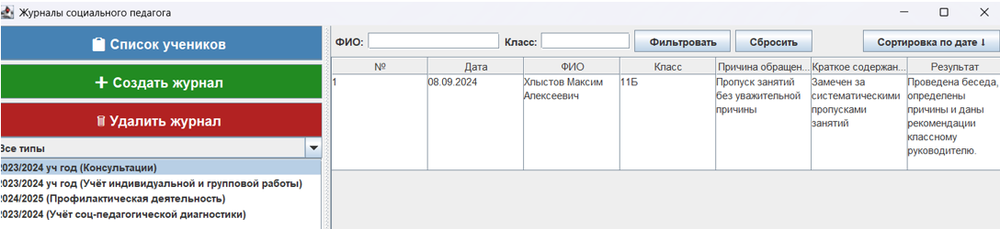 Журналы социального педагога
Список учеников
Создать журнал
Удалить журнал
Все типы
2023/2024 уч год (Консультации)
2023/2024 уч год (Учёт индивидуальной и групповой работы)
2024/2025 (Профилактическая деятельность)
2023/2024 (Учёт соц-педагогической диагностики)
ФИО: Класс: Фильтровать Сбросить Сортировка по дате ↓
№ Дата ФИО Класс Причина обращен... Краткое содержан... Результат
1 08.09.2024 Хлыстов Максим 11Б Пропуск занятий Замечен за Проведена беседа,
Алексеевич без уважительной систематическими определены
причины пропусками причины и даны
занятий рекомендации
классному
руководителю.